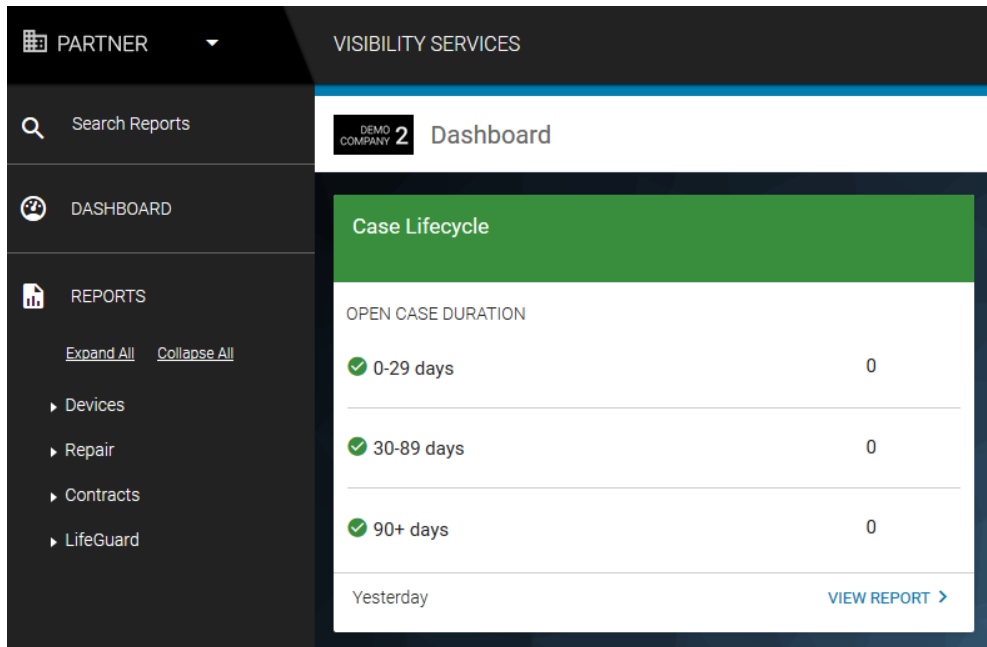 PARTNER
VISIBILITY SERVICES
Search Reports
DASHBOARD
REPORTS
Expand All Collapse All
Devices
Repair
Contracts
LifeGuard
DEMO
COMPANY 2
Dashboard
Case Lifecycle
OPEN CASE DURATION
0-29 days 0
30-89 days 0
90+ days 0
Yesterday VIEW REPORT